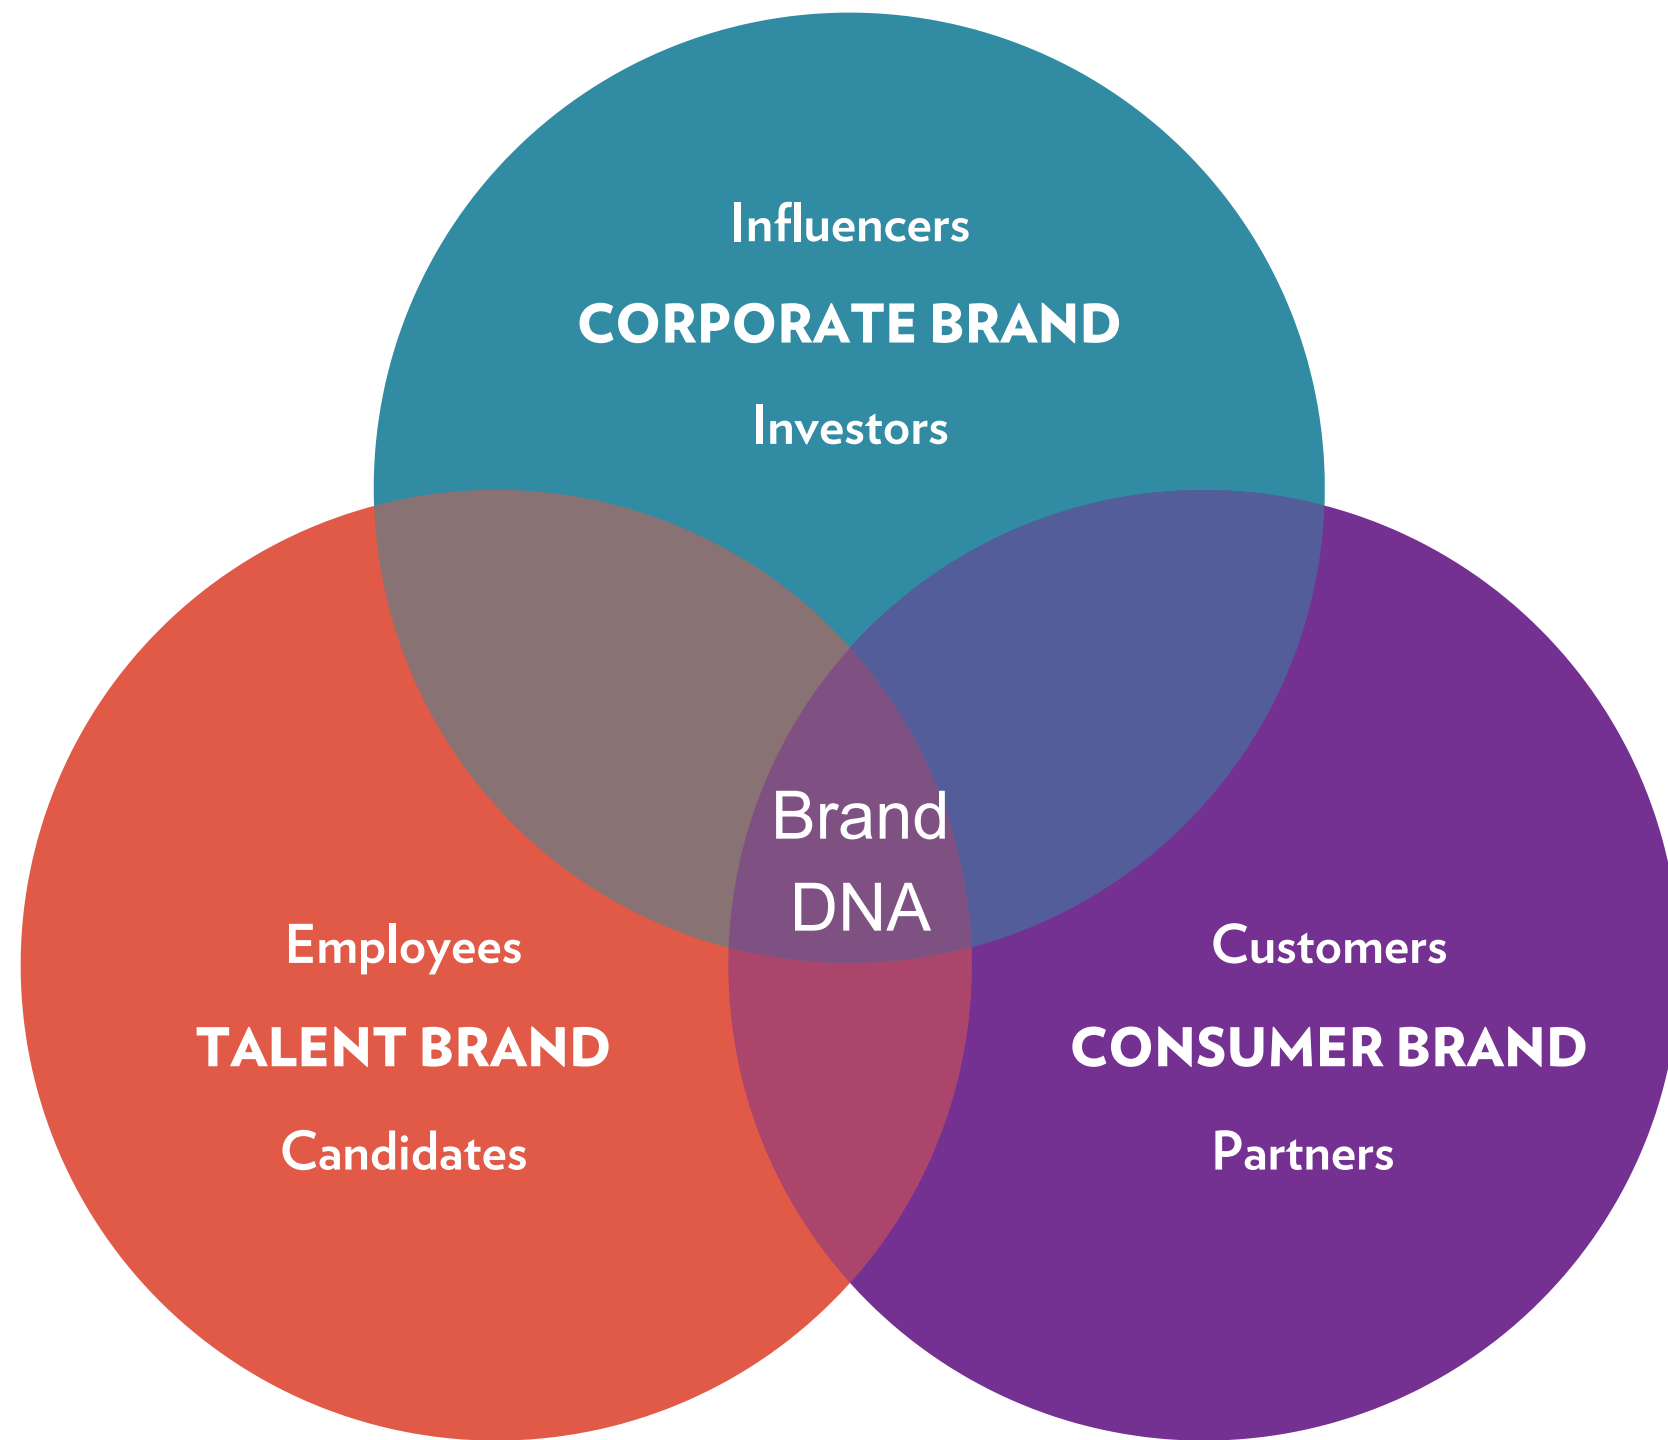 Influencers
CORPORATE BRAND
Investors
Brand
DNA
Employees
TALENT BRAND
Candidates
Customers
CONSUMER BRAND
Partners